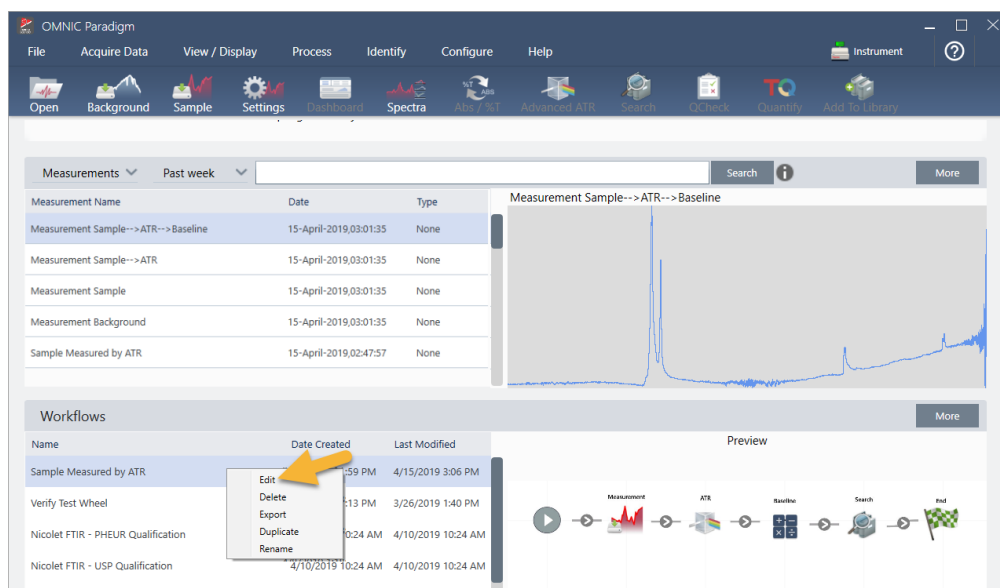 OMNIC Paradigm
File Acquire Data View / Display Process Identify Configure Help Instrument
Open Background Sample Settings Dashboard Spectra Abs / %T Advanced ATR Search QCheck Quantify Add To Library
Measurements Past week Search More
Measurement Name Date Type
Measurement Sample-->ATR-->Baseline
Measurement Sample-->ATR-->Baseline 15-April-2019,03:01:35 None
Measurement Sample-->ATR 15-April-2019,03:01:35 None
Measurement Sample 15-April-2019,03:01:35 None
Measurement Background 15-April-2019,03:01:35 None
Sample Measured by ATR 15-April-2019,02:47:57 None
Workflows More
Name Date Created Last Modified Preview
Sample Measured by ATR :59 PM 4/15/2019 3:06 PM
Verify Test Wheel :13 PM 3/26/2019 1:40 PM
Nicolet FTIR - PHEUR Qualification 0:24 AM 4/10/2019 10:24 AM
Nicolet FTIR - USP Qualification 4/10/2019 10:24 AM 4/10/2019 10:24 AM
Edit
Delete
Export
Duplicate
Rename
Measurement ATR Baseline Search End